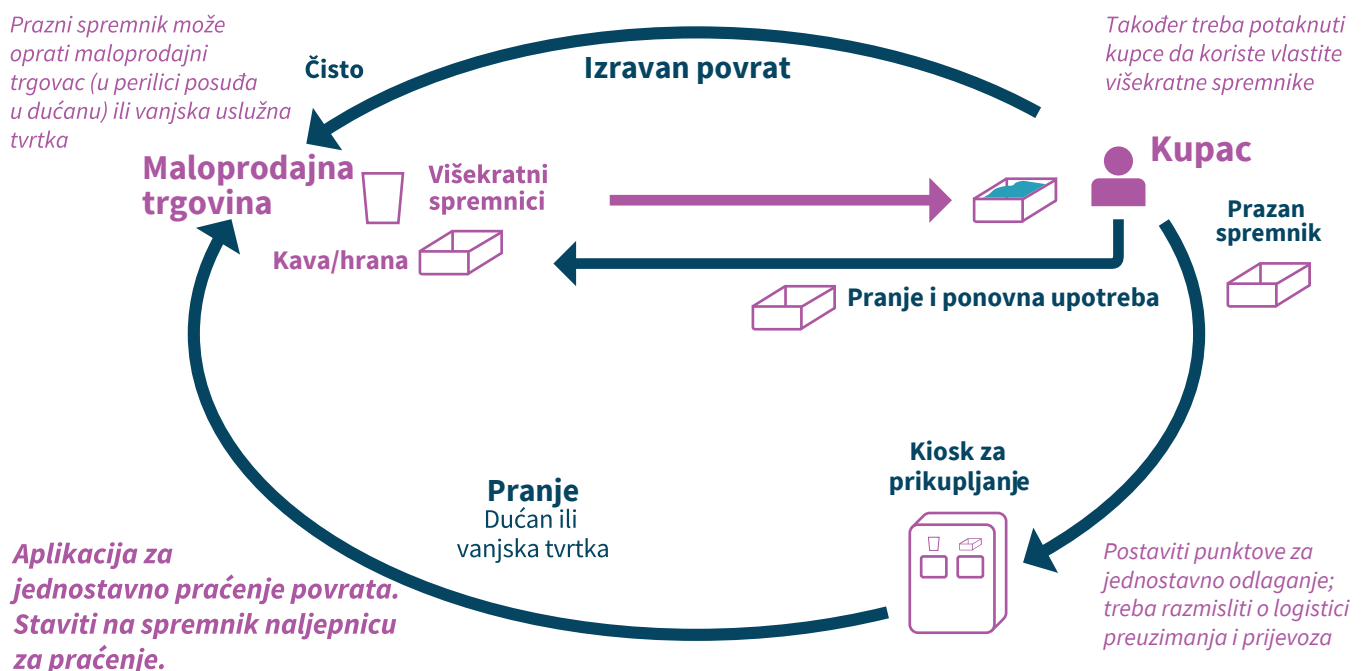 Prazni spremnik može
oprati maloprodajni
trgovac (u perilici posuđa
u dućanu) ili vanjska uslužna
tvrtka
Čisto
Izravan povrat
Također treba potaknuti
kupce da koriste vlastite
višekratne spremnike
Maloprodajna
trgovina
Višekratni
spremnici
Kava/hrana
Kupac
Prazan
spremnik
Pranje i ponovna upotreba
Kiosk za
prikupljanje
Pranje
Dućan ili
vanjska tvrtka
Aplikacija za
jednostavno praćenje povrata.
Staviti na spremnik naljepnicu
za praćenje.
Postaviti punktove za
jednostavno odlaganje;
treba razmisliti o logistici
preuzimanja i prijevoza